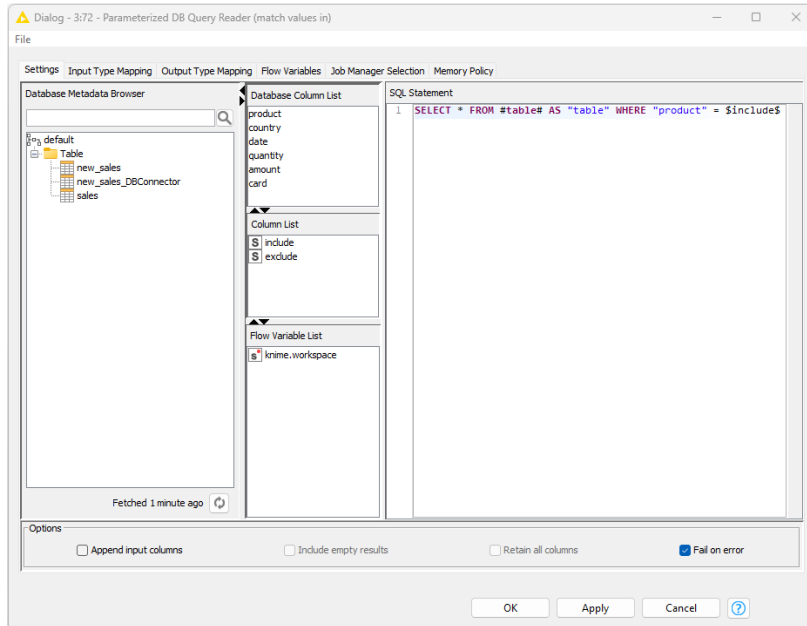 Dialog - 3:72 - Parameterized DB Query Reader (match values in)
File
Settings Input Type Mapping Output Type Mapping Flow Variables Job Manager Selection Memory Policy
Database Metadata Browser
default
Table
new_sales
new_sales_DBConnector
sales
Fetched 1 minute ago
Database Column List
product
country
date
quantity
amount
card
Column List
S include
S exclude
Flow Variable List
s knime.workspace
SQL Statement
1 SELECT * FROM #table# AS "table" WHERE "product" = $include$
Options
Append input columns
Include empty results
Retain all columns
Fail on error
OK
Apply
Cancel
?